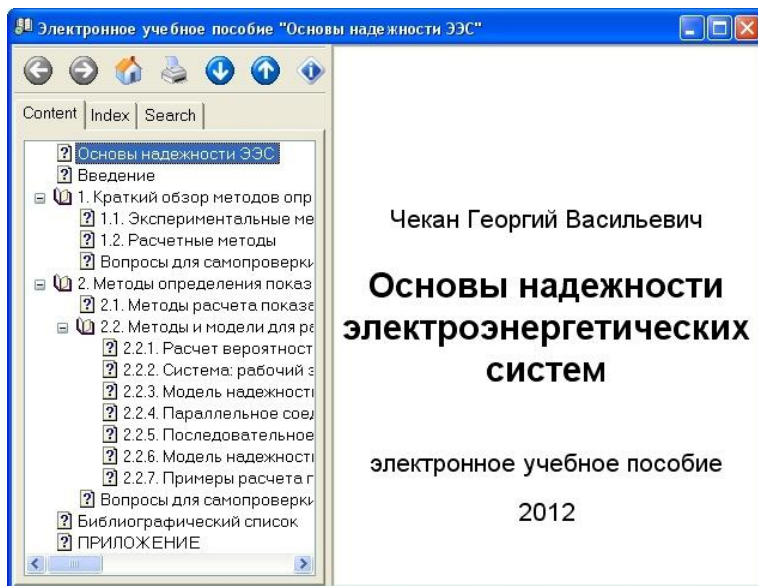 Электронное учебное пособие "Основы надежности ЭЭС"
Content Index Search
Основы надежности ЭЭС
Введение
1. Краткий обзор методов опр
1.1. Экспериментальные ме
1.2. Расчетные методы
Вопросы для самопроверки
2. Методы определения показ
2.1. Методы расчета показа
2.2. Методы и модели для ра
2.2.1. Расчет вероятност
2.2.2. Система: рабочий э
2.2.3. Модель надежност
2.2.4. Параллельное соед
2.2.5. Последовательное
2.2.6. Модель надежност
2.2.7. Примеры расчета п
Вопросы для самопроверки
Библиографический список
ПРИЛОЖЕНИЕ
Чекан Георгий Васильевич
Основы надежности
электроэнергетических
систем
электронное учебное пособие
2012